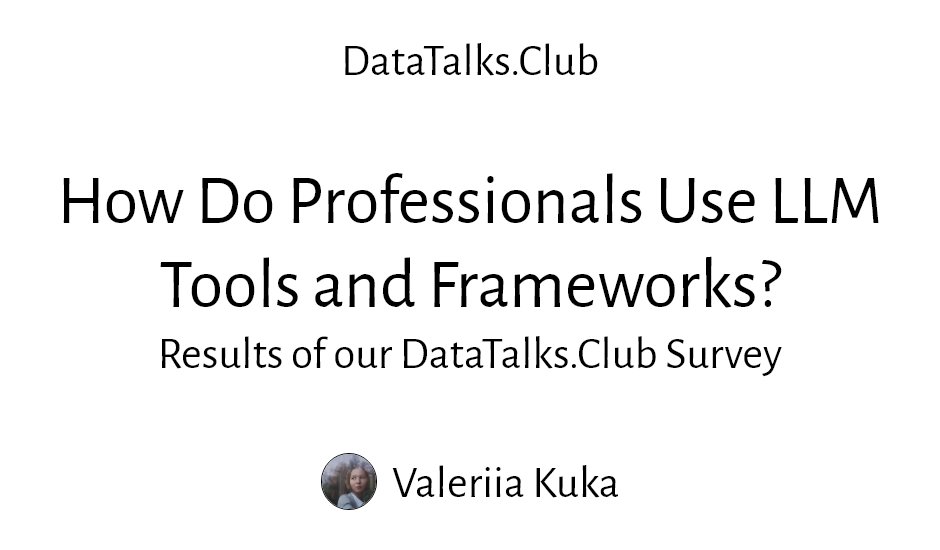 DataTalks.Club
How Do Professionals Use LLM
Tools and Frameworks?
Results of our DataTalks.Club Survey
Valeriia Kuka